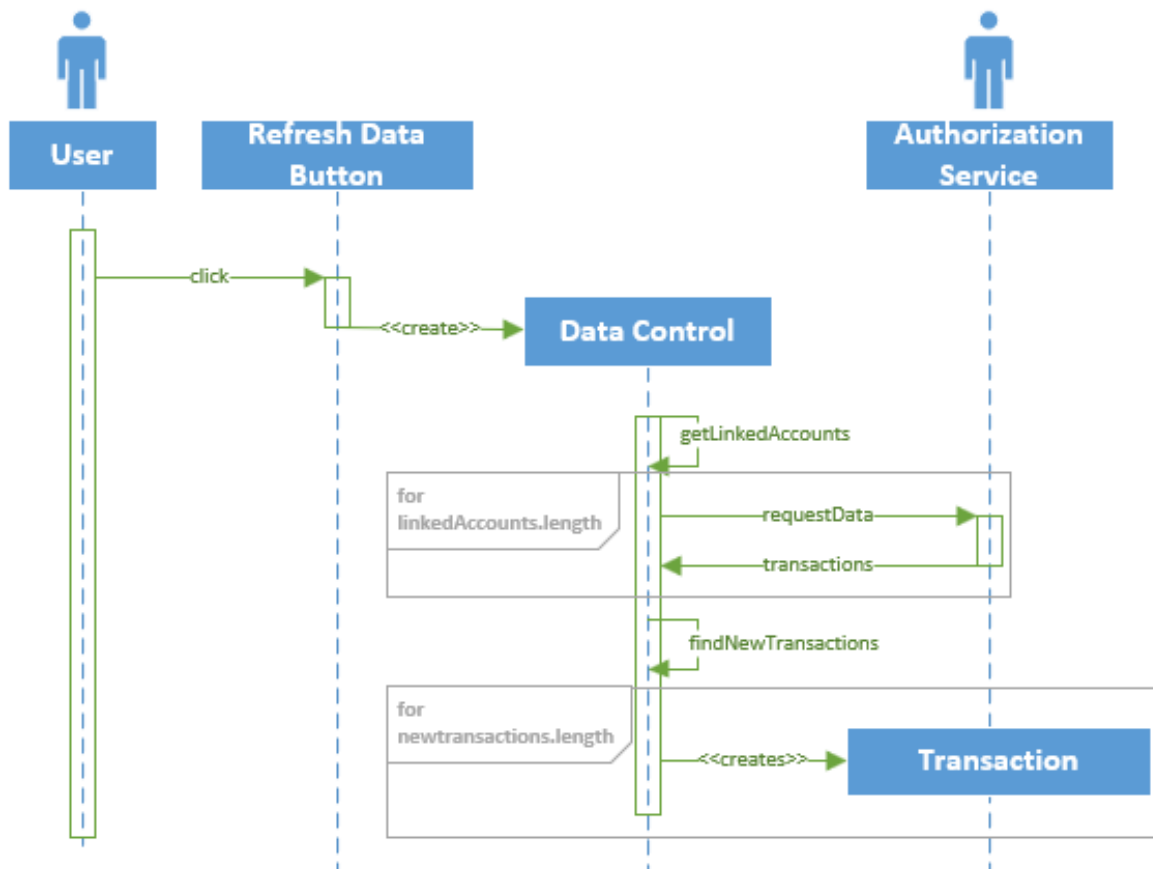 User
Refresh Data
Button
Authorization
Service
click
<<create>>
Data Control
getLinkedAccounts
for
linkedAccounts.length
requestData
transactions
findNewTransactions
for
newtransactions.length
<<creates>>
Transaction